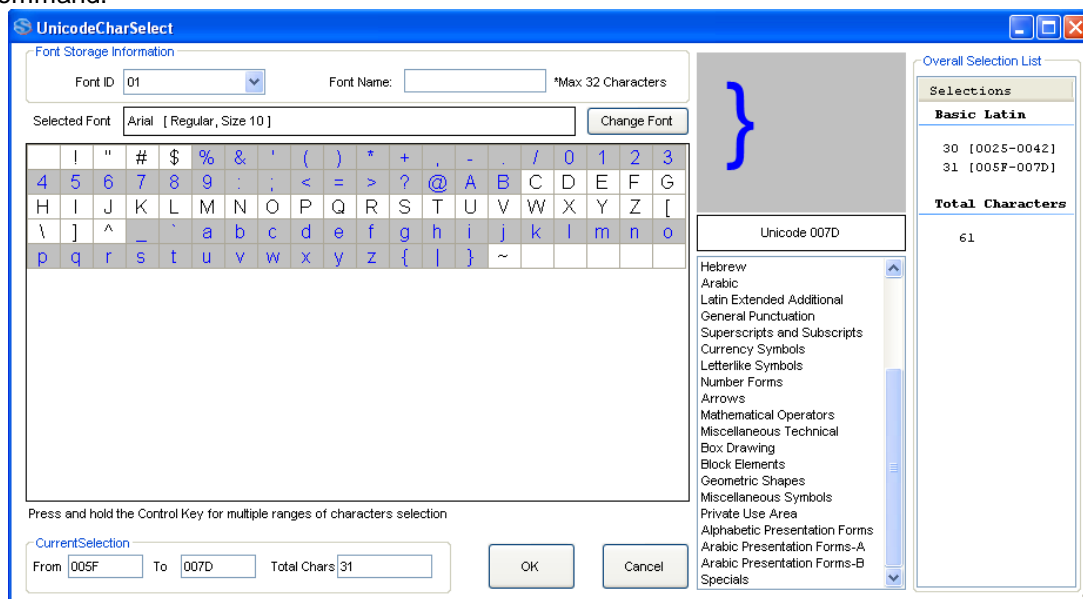 ommand.
UnicodeCharSelect
Font Storage Information
Font ID 01 Font Name: *Max 32 Characters
Selected Font Arial [ Regular, Size 10 ] Change Font
! " # $ % & ' ( ) * + , - . / 0 1 2 3
4 5 6 7 8 9 : ; < = > ? @ A B C D E F G
H I J K L M N O P Q R S T U V W X Y Z [
\ ] ^ _ ` a b c d e f g h i j k l m n o
p q r s t u v w x y z { | } ~
Press and hold the Control Key for multiple ranges of characters selection
CurrentSelection
From 005F To 007D Total Chars 31
OK Cancel
}
Unicode 007D
Hebrew
Arabic
Latin Extended Additional
General Punctuation
Superscripts and Subscripts
Currency Symbols
Letterlike Symbols
Number Forms
Arrows
Mathematical Operators
Miscellaneous Technical
Box Drawing
Block Elements
Geometric Shapes
Miscellaneous Symbols
Private Use Area
Alphabetic Presentation Forms
Arabic Presentation Forms-A
Arabic Presentation Forms-B
Specials
Overall Selection List
Selections
Basic Latin
30 [0025-0042]
31 [005F-007D]
Total Characters
61